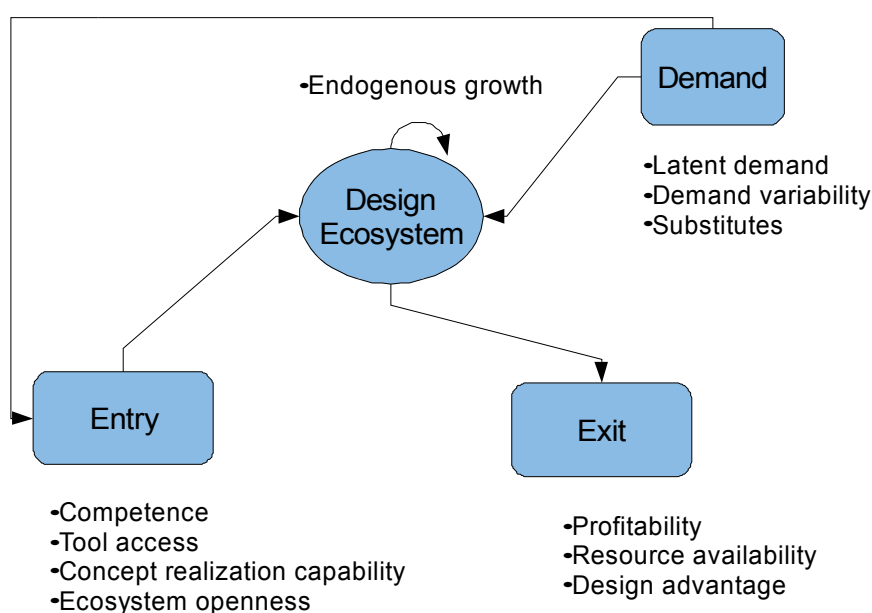 Demand
•Endogenous growth
•Latent demand
•Demand variability
•Substitutes
Design
Ecosystem
Entry
Exit
•Competence
•Tool access
•Concept realization capability
•Ecosystem openness
•Profitability
•Resource availability
•Design advantage